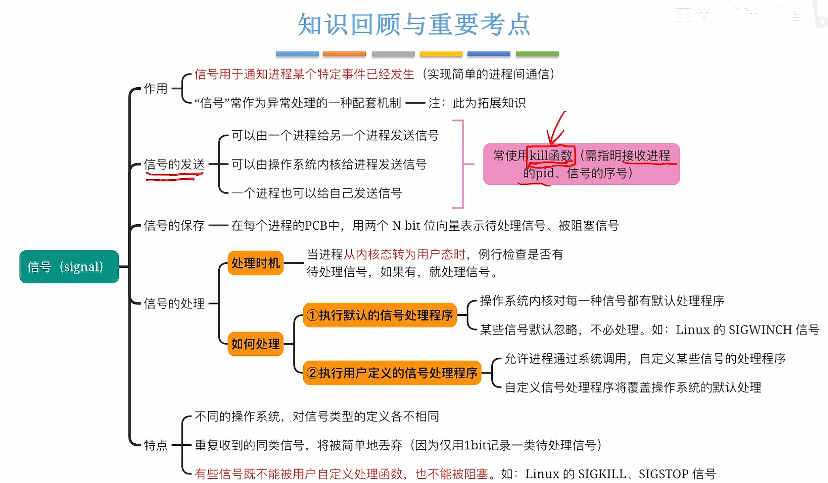 知识回顾与重要考点
信号（signal）
作用
信号用于通知进程某个特定事件已经发生（实现简单的进程间通信）
“信号”常作为异常处理的一种配套机制
注：此为拓展知识
信号的发送
可以由一个进程给另一个进程发送信号
可以由操作系统内核给进程发送信号
一个进程也可以给自己发送信号
常使用kill函数（需指明接收进程
的pid、信号的序号）
信号的保存
在每个进程的PCB中，用两个 N bit 位向量表示待处理信号、被阻塞信号
信号的处理
处理时机
当进程从内核态转为用户态时，例行检查是否有
待处理信号，如果有，就处理信号。
如何处理
①执行默认的信号处理程序
操作系统内核对每一种信号都有默认处理程序
某些信号默认忽略，不必处理。如：Linux 的 SIGWINCH 信号
②执行用户定义的信号处理程序
允许进程通过系统调用，自定义某些信号的处理程序
自定义信号处理程序将覆盖操作系统的默认处理
特点
不同的操作系统，对信号类型的定义各不相同
重复收到的同类信号，将被简单地丢弃（因为仅用1bit记录一类待处理信号）
有些信号既不能被用户自定义处理函数，也不能被阻塞。如：Linux 的 SIGKILL、SIGSTOP 信号